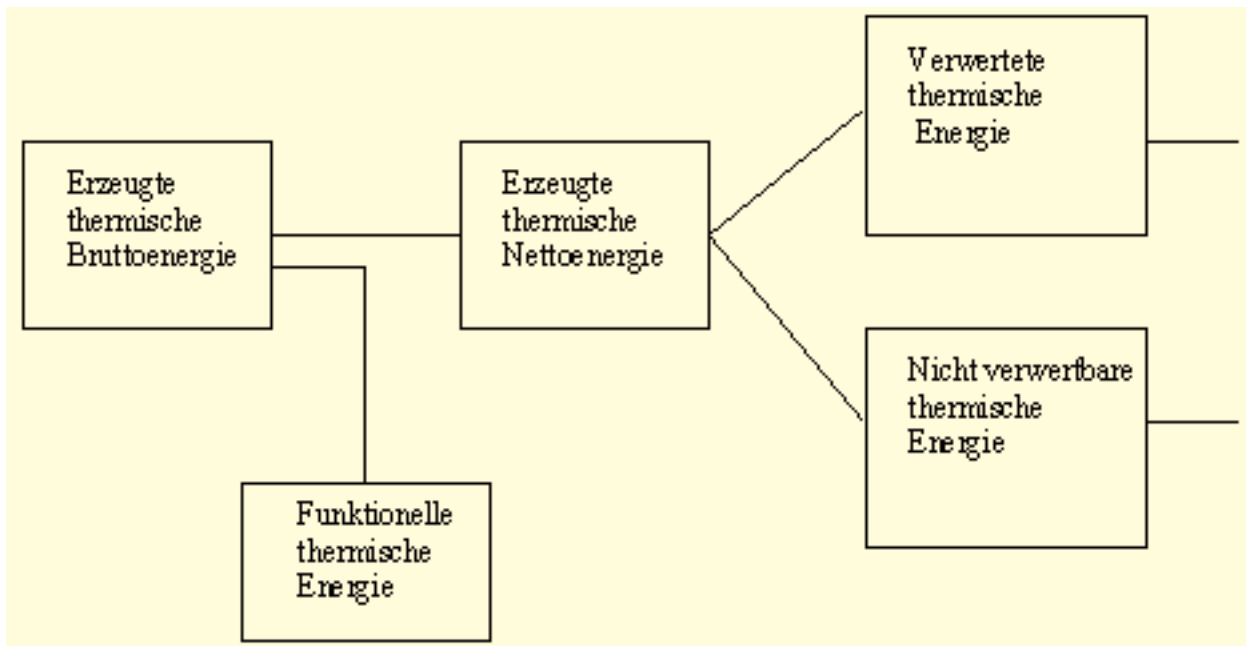 Erzeugte
thermische
Bruttoenergie
Funktionelle
thermische
Energie
Erzeugte
thermische
Nettoenergie
Verwertete
thermische
Energie
Nicht verwertbare
thermische
Energie